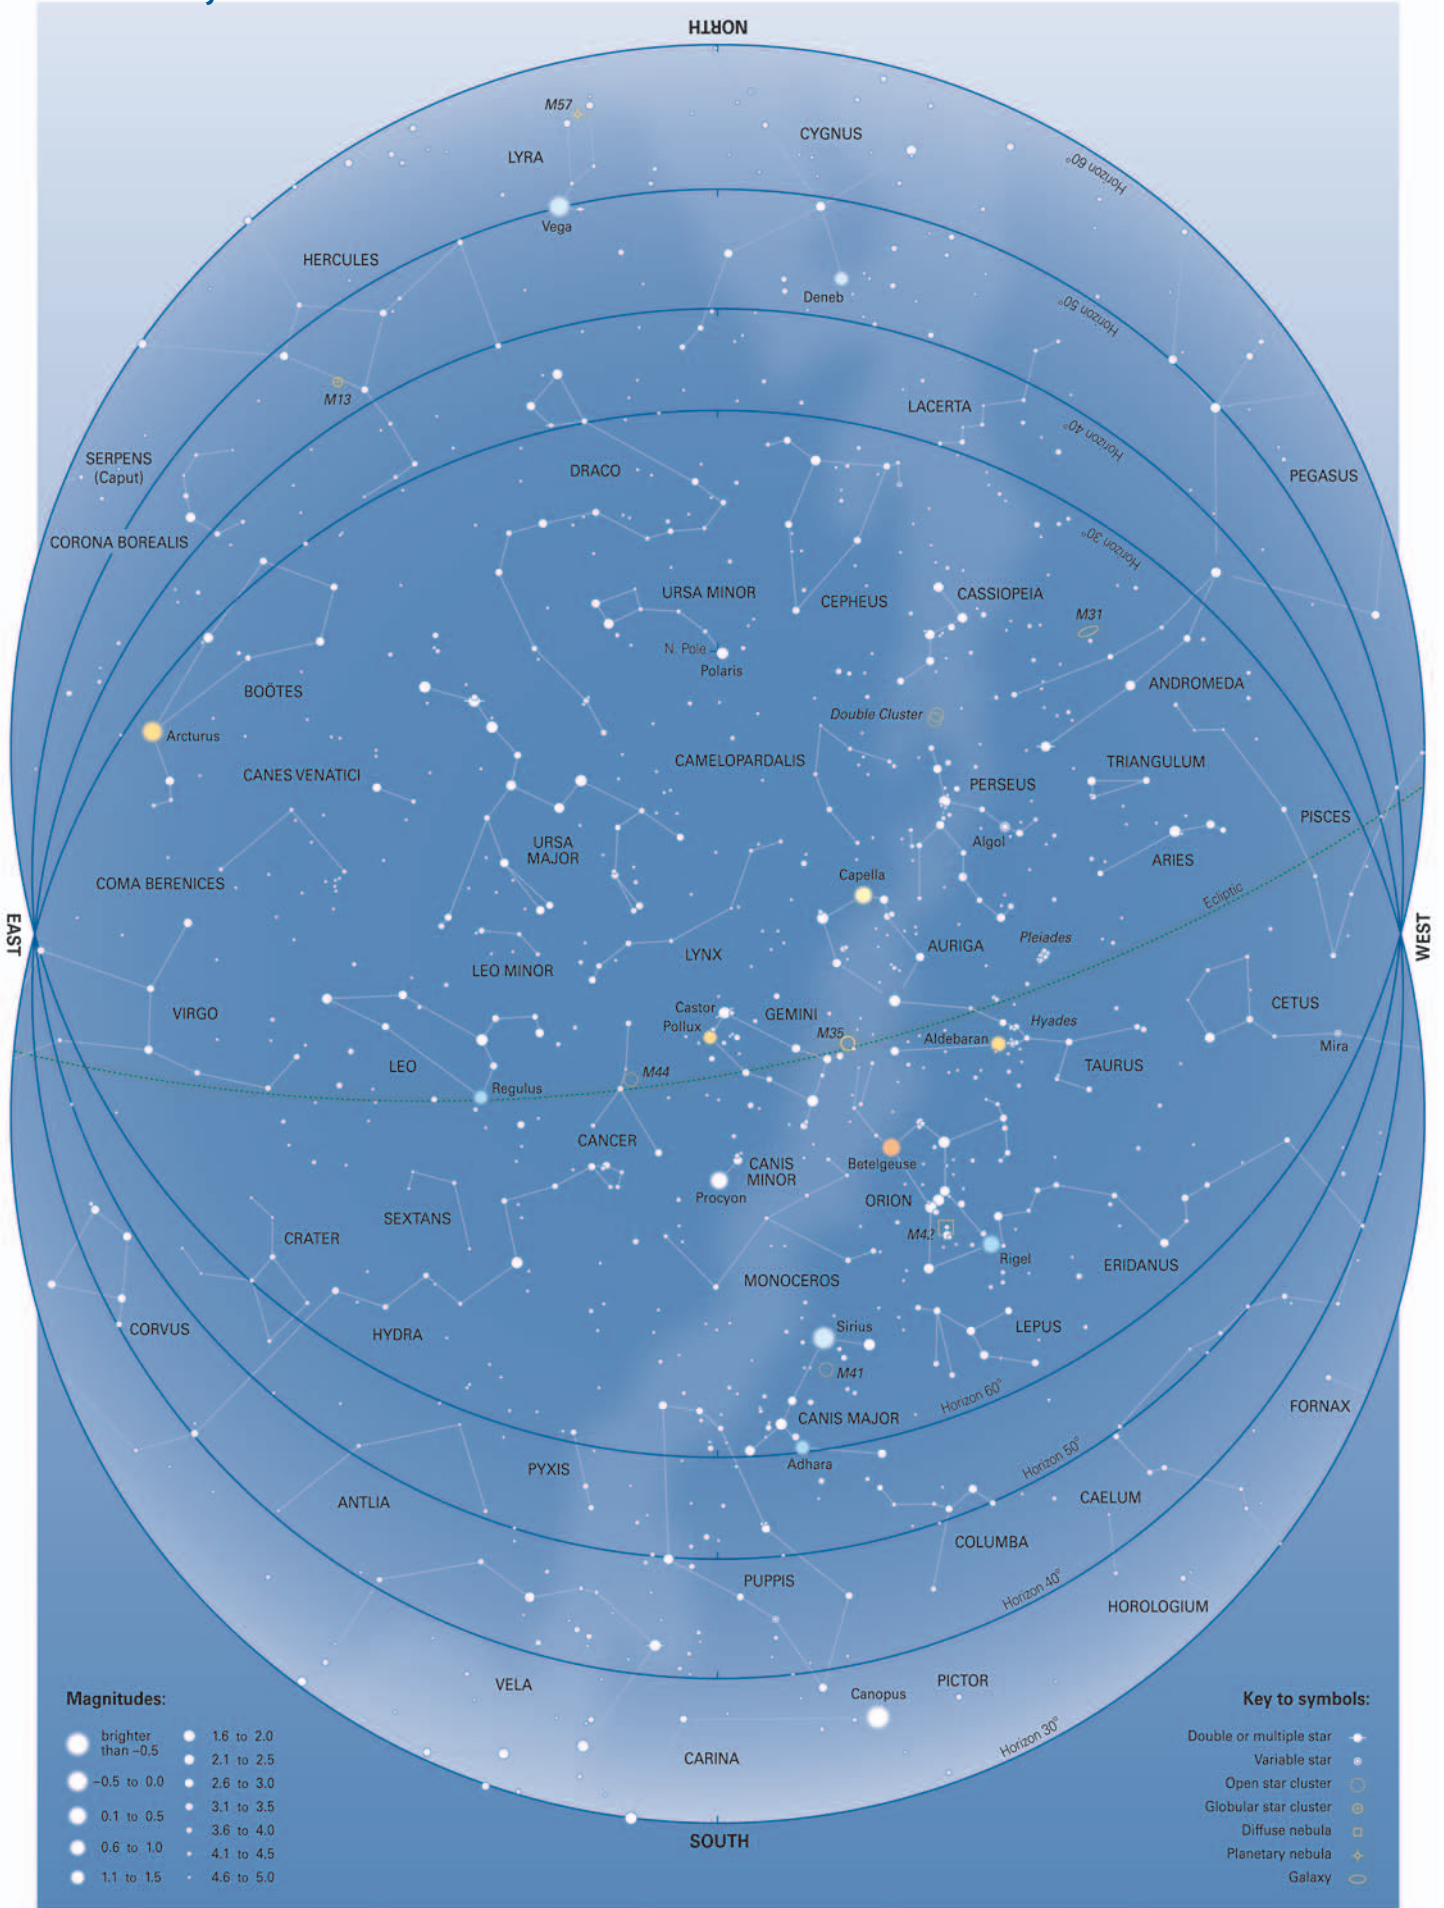 NORTH
M57
CYGNUS
LYRA
Horizon 60°
Vega
HERCULES
Deneb
Horizon 50°
M13
LACERTA
Horizon 40°
SERPENS
(Caput)
DRACO
PEGASUS
CORONA BOREALIS
Horizon 30°
URSA MINOR
CEPHEUS
CASSIOPEIA
M31
N. Pole
Polaris
BOÖTES
ANDROMEDA
Double Cluster
Arcturus
CANES VENATICI
CAMELOPARDALIS
TRIANGULUM
PERSEUS
PISCES
URSA
MAJOR
Algol
ARIES
COMA BERENICES
Capella
Ecliptic
EAST
WEST
AURIGA
Pleiades
LYNX
LEO MINOR
VIRGO
Castor
Pollux
GEMINI
M35
Aldebaran
Hyades
CETUS
Mira
LEO
M44
TAURUS
Regulus
CANCER
CANIS
MINOR
Procyon
Betelgeuse
ORION
M42
Rigel
SEXTANS
CRATER
ERIDANUS
MONOCEROS
CORVUS
HYDRA
Sirius
LEPUS
M41
Horizon 60°
FORNAX
CANIS MAJOR
Adhara
Horizon 50°
PYXIS
ANTLIA
CAELUM
COLUMBA
PUPPIS
Horizon 40°
HOROLOGIUM
VELA
PICTOR
Canopus
Horizon 30°
CARINA
SOUTH
Magnitudes:
brighter
than –0.5
–0.5 to 0.0
0.1 to 0.5
0.6 to 1.0
1.1 to 1.5
1.6 to 2.0
2.1 to 2.5
2.6 to 3.0
3.1 to 3.5
3.6 to 4.0
4.1 to 4.5
4.6 to 5.0
Key to symbols:
Double or multiple star
Variable star
Open star cluster
Globular star cluster
Diffuse nebula
Planetary nebula
Galaxy